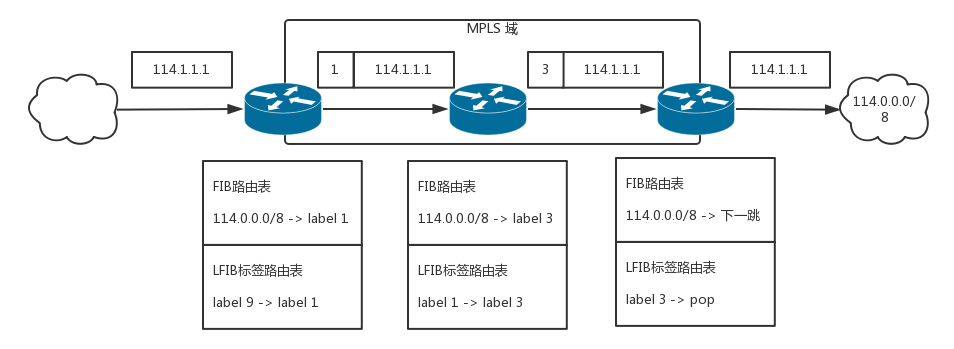 MPLS 域
114.1.1.1
1
114.1.1.1
3
114.1.1.1
114.1.1.1
114.0.0.0/
8
FIB路由表
114.0.0.0/8 -> label 1
LFIB标签路由表
label 9 -> label 1
FIB路由表
114.0.0.0/8 -> label 3
LFIB标签路由表
label 1 -> label 3
FIB路由表
114.0.0.0/8 -> 下一跳
LFIB标签路由表
label 3 -> pop